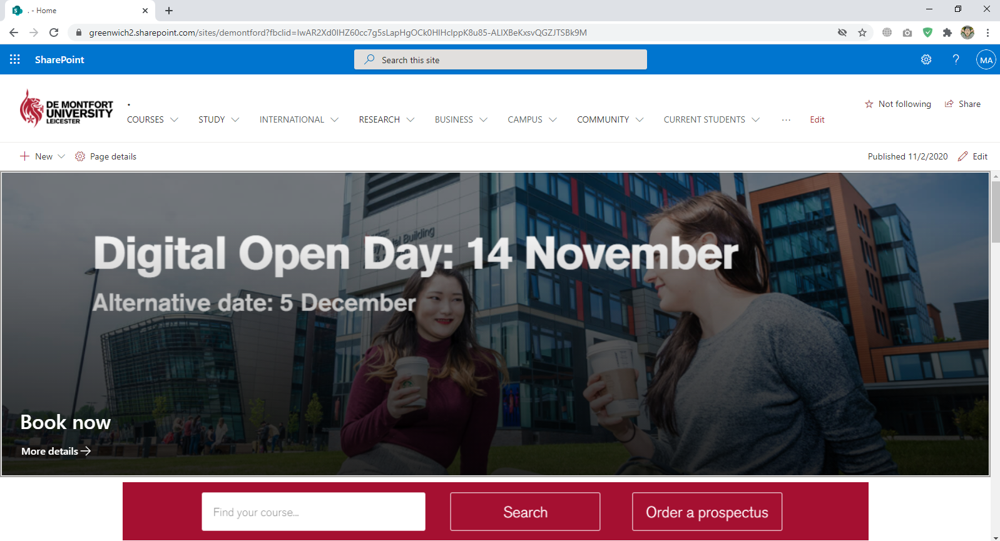 . - Home
greenwich2.sharepoint.com/sites/demontford?fbclid=IwAR2Xd0IHZ60cc7g5sLapHgOCk0HIHcIppK8u85-ALIXBeKxsvQGZJTSBk9M
SharePoint
Search this site
MA
DE MONTFORT
UNIVERSITY
LEICESTER
.
Not following
Share
COURSES
STUDY
INTERNATIONAL
RESEARCH
BUSINESS
CAMPUS
COMMUNITY
CURRENT STUDENTS
...
Edit
New
Page details
Published 11/2/2020
Edit
Building
Digital Open Day: 14 November
Alternative date: 5 December
Book now
More details
Find your course...
Search
Order a prospectus